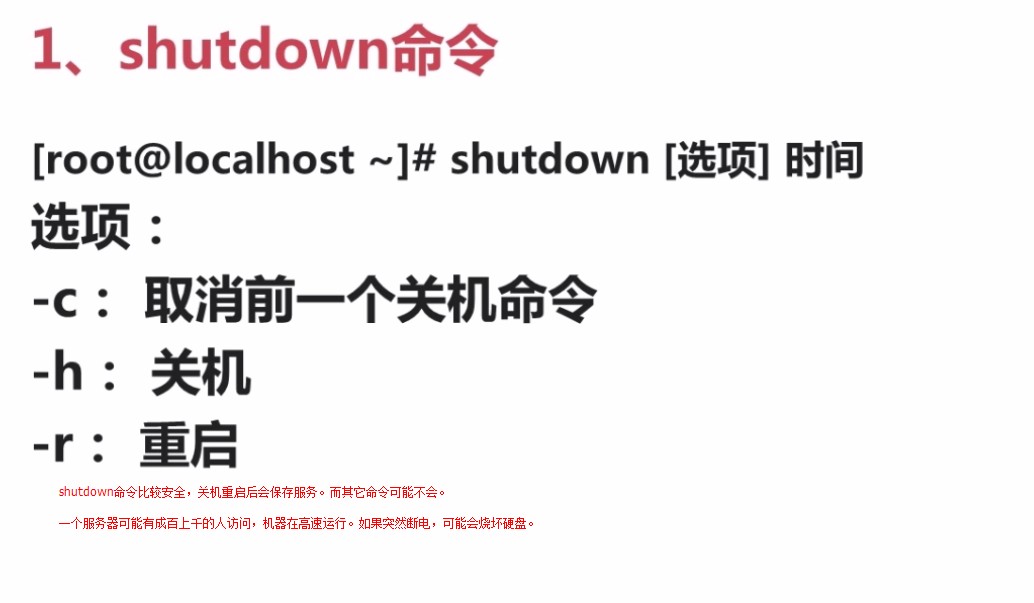 1、shutdown命令
[root@localhost ~]# shutdown [选项] 时间
选项：
-c： 取消前一个关机命令
-h： 关机
-r： 重启
shutdown命令比较安全，关机重启后会保存服务。而其它命令可能不会。
一个服务器可能有成百上千的人访问，机器在高速运行。如果突然断电，可能会烧坏硬盘。